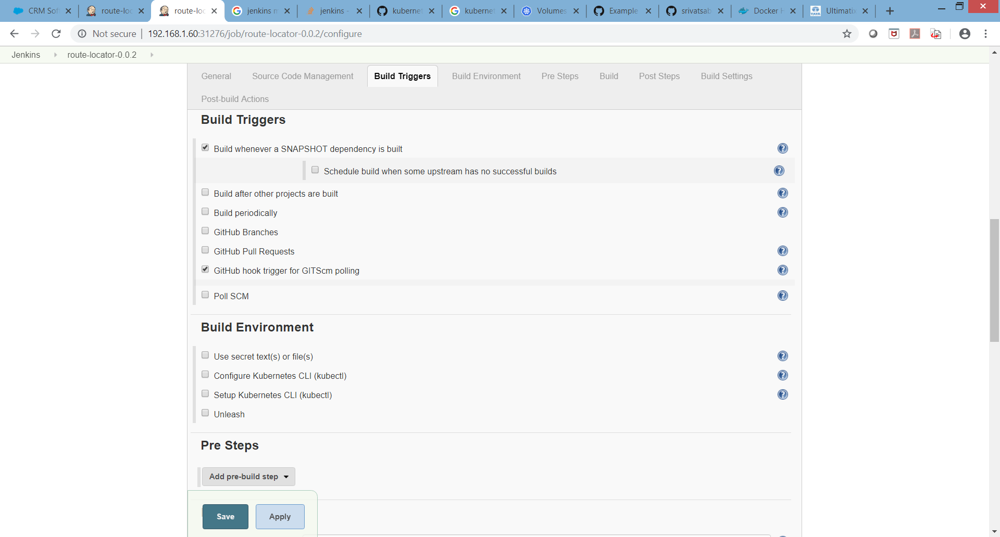 CRM Sof
route-loc
route-loc
jenkins m
jenkins -
kubernet
kubernet
Volumes
Example
srivatsab
Docker H
Ultimatix
Not secure | 192.168.1.60:31276/job/route-locator-0.0.2/configure
Jenkins route-locator-0.0.2
General Source Code Management Build Triggers Build Environment Pre Steps Build Post Steps Build Settings
Post-build Actions
Build Triggers
Build whenever a SNAPSHOT dependency is built
Schedule build when some upstream has no successful builds
Build after other projects are built
Build periodically
GitHub Branches
GitHub Pull Requests
GitHub hook trigger for GITScm polling
Poll SCM
Build Environment
Use secret text(s) or file(s)
Configure Kubernetes CLI (kubectl)
Setup Kubernetes CLI (kubectl)
Unleash
Pre Steps
Add pre-build step
Save Apply